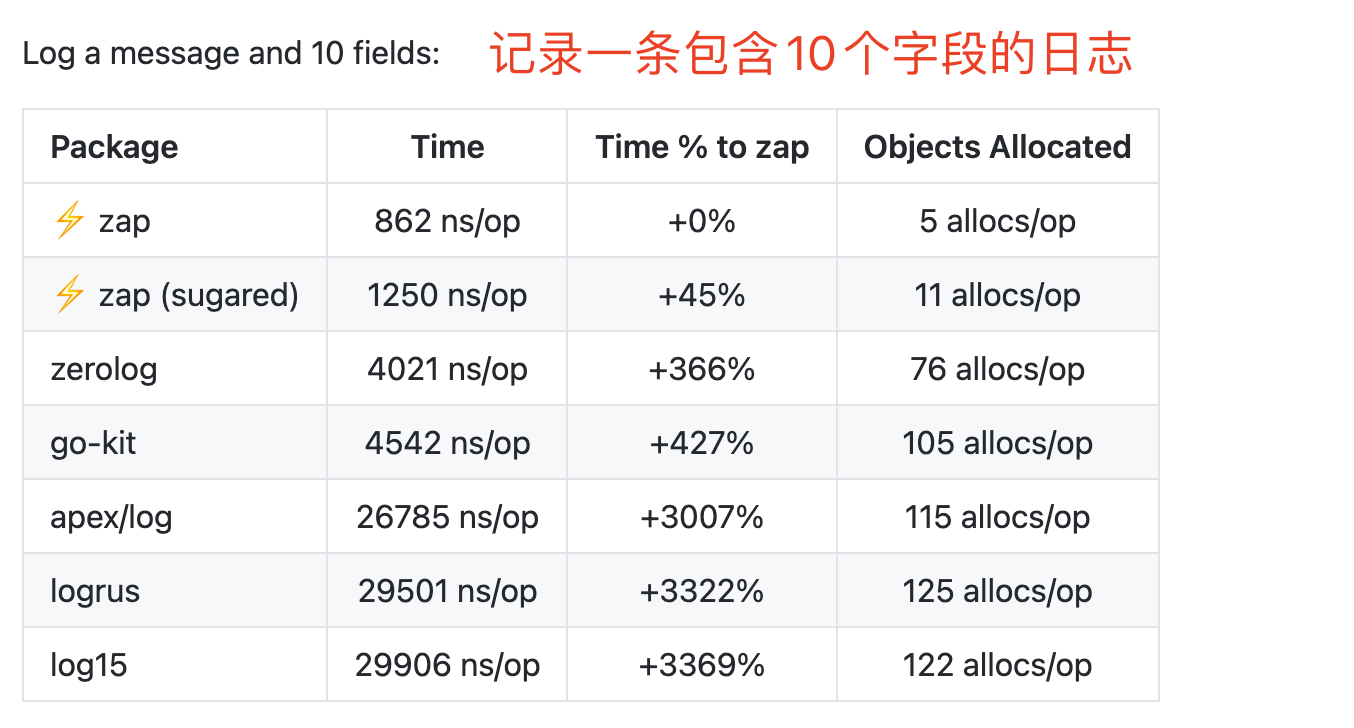 Log a message and 10 fields: 记录一条包含10个字段的日志
Package Time Time % to zap Objects Allocated
⚡ zap 862 ns/op +0% 5 allocs/op
⚡ zap (sugared) 1250 ns/op +45% 11 allocs/op
zerolog 4021 ns/op +366% 76 allocs/op
go-kit 4542 ns/op +427% 105 allocs/op
apex/log 26785 ns/op +3007% 115 allocs/op
logrus 29501 ns/op +3322% 125 allocs/op
log15 29906 ns/op +3369% 122 allocs/op